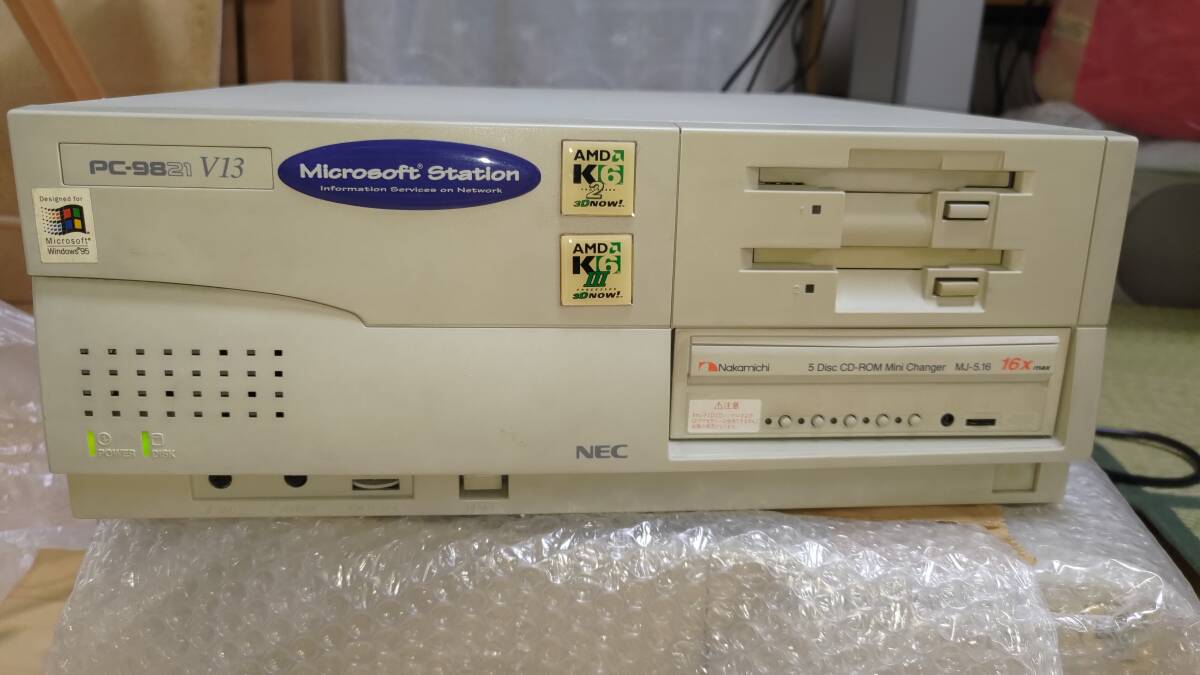 PC-9821 V13
Microsoft® Station
Information Services on Network
AMD
K6
2
3DNOW!
AMD
K6
III
PROCESSOR
3DNOW!
Designed for
Microsoft®
Windows®95
Nakamichi
5 Disc CD-ROM Mini Changer
MJ-5.16
16x max
⚠注意
POWER
DISK
NEC